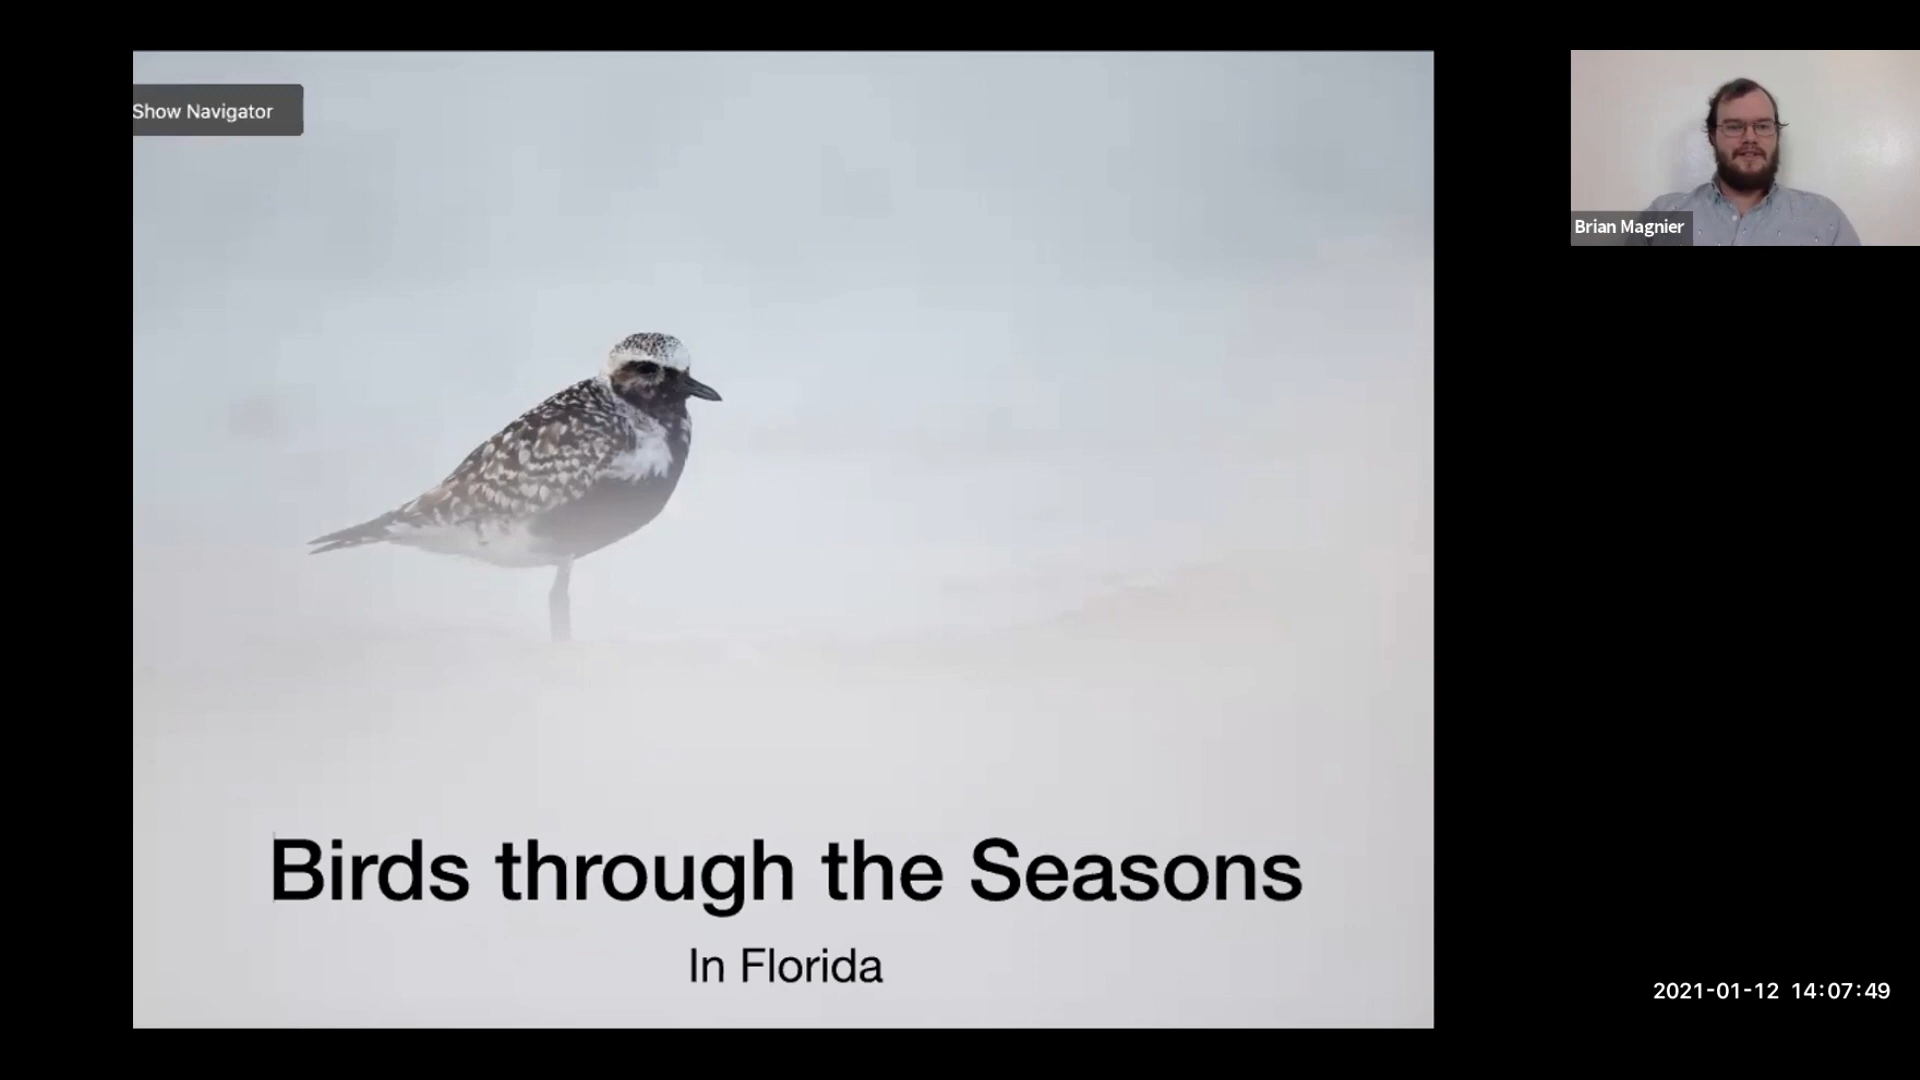 Show Navigator
Brian Magnier
Birds through the Seasons
In Florida
2021-01-12 14:07:49